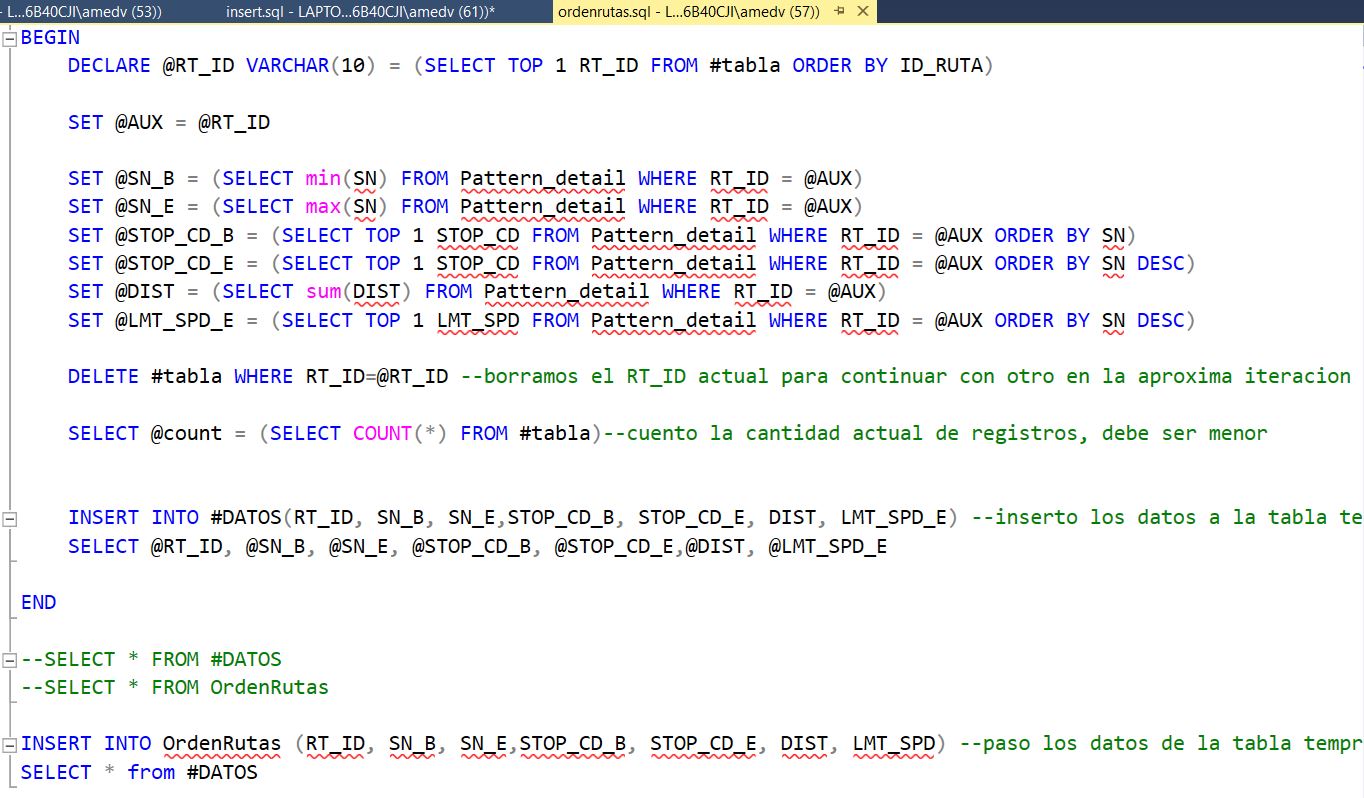 - L...6B40CJI\amedv (53)) insert.sql - LAPTO...6B40CJI\amedv (61))* ordenrutas.sql - L...6B40CJI\amedv (57))
BEGIN
DECLARE @RT_ID VARCHAR(10) = (SELECT TOP 1 RT_ID FROM #tabla ORDER BY ID_RUTA)
SET @AUX = @RT_ID
SET @SN_B = (SELECT min(SN) FROM Pattern_detail WHERE RT_ID = @AUX)
SET @SN_E = (SELECT max(SN) FROM Pattern_detail WHERE RT_ID = @AUX)
SET @STOP_CD_B = (SELECT TOP 1 STOP_CD FROM Pattern_detail WHERE RT_ID = @AUX ORDER BY SN)
SET @STOP_CD_E = (SELECT TOP 1 STOP_CD FROM Pattern_detail WHERE RT_ID = @AUX ORDER BY SN DESC)
SET @DIST = (SELECT sum(DIST) FROM Pattern_detail WHERE RT_ID = @AUX)
SET @LMT_SPD_E = (SELECT TOP 1 LMT_SPD FROM Pattern_detail WHERE RT_ID = @AUX ORDER BY SN DESC)
DELETE #tabla WHERE RT_ID=@RT_ID --borramos el RT_ID actual para continuar con otro en la aproxima iteracion
SELECT @count = (SELECT COUNT(*) FROM #tabla)--cuento la cantidad actual de registros, debe ser menor
INSERT INTO #DATOS(RT_ID, SN_B, SN_E,STOP_CD_B, STOP_CD_E, DIST, LMT_SPD_E) --inserto los datos a la tabla te
SELECT @RT_ID, @SN_B, @SN_E, @STOP_CD_B, @STOP_CD_E,@DIST, @LMT_SPD_E
END
--SELECT * FROM #DATOS
--SELECT * FROM OrdenRutas
INSERT INTO OrdenRutas (RT_ID, SN_B, SN_E,STOP_CD_B, STOP_CD_E, DIST, LMT_SPD) --paso los datos de la tabla tempr
SELECT * from #DATOS